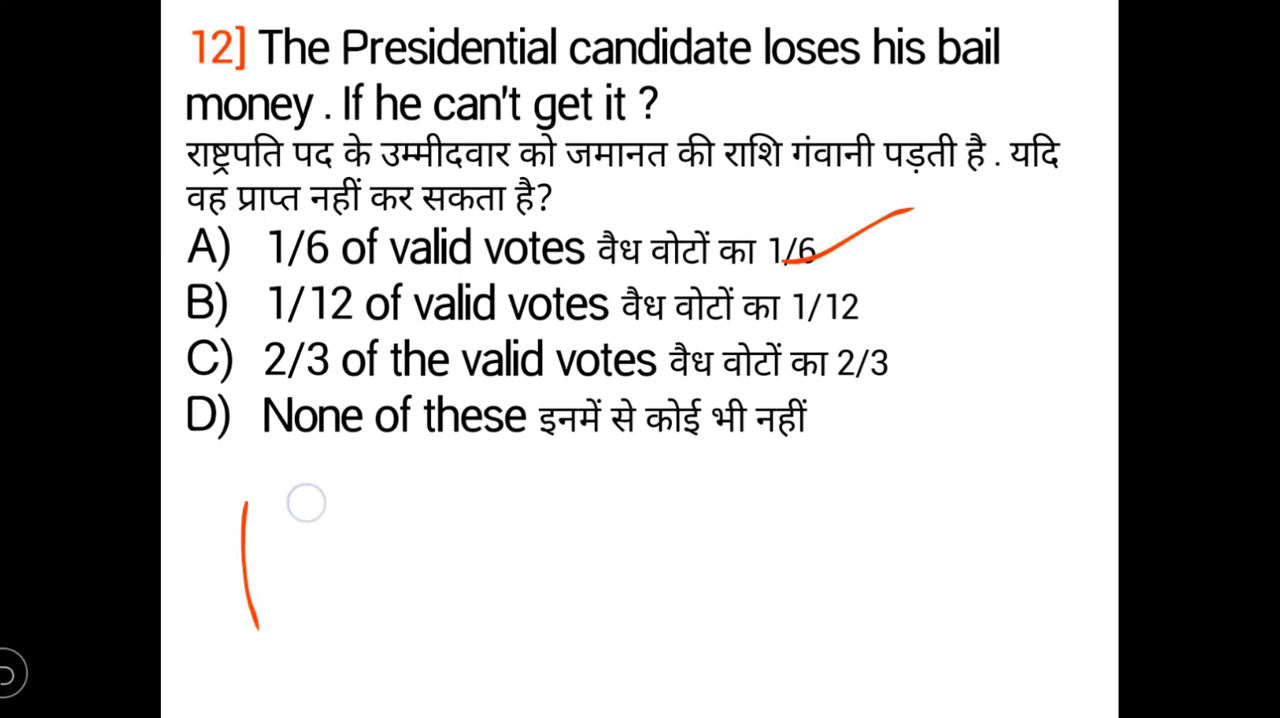 12] The Presidential candidate loses his bail
money . If he can't get it ?
राष्ट्रपति पद के उम्मीदवार को जमानत की राशि गंवानी पड़ती है . यदि
वह प्राप्त नहीं कर सकता है?
A) 1/6 of valid votes वैध वोटों का 1/6
B) 1/12 of valid votes वैध वोटों का 1/12
C) 2/3 of the valid votes वैध वोटों का 2/3
D) None of these इनमें से कोई भी नहीं